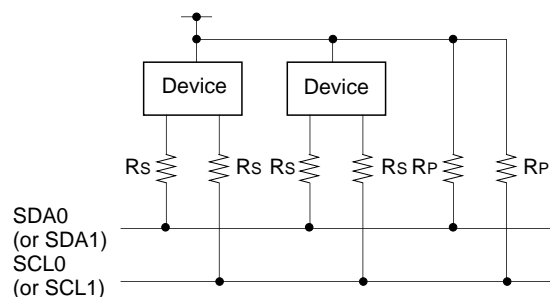 Device Device
RS RS RS RS RP RP
SDA0
(or SDA1)
SCL0
(or SCL1)